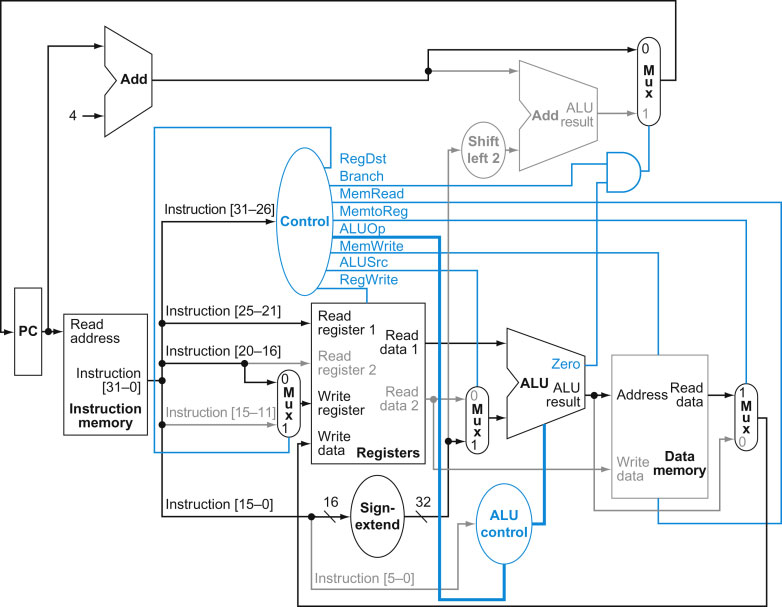 0
M
u
x
1
Add
4
Add
ALU
result
Shift
left 2
RegDst
Branch
MemRead
MemtoReg
ALUOp
MemWrite
ALUSrc
RegWrite
Control
Instruction [31–26]
PC
Read
address
Instruction
[31–0]
Instruction
memory
Instruction [25–21]
Instruction [20–16]
Instruction [15–11]
Instruction [15–0]
Instruction [5–0]
0
M
u
x
1
Read
register 1
Read
register 2
Write
register
Write
data
Read
data 1
Read
data 2
Registers
16
Sign-
extend
32
0
M
u
x
1
Zero
ALU
ALU
result
ALU
control
Address
Read
data
Write
data
Data
memory
1
M
u
x
0